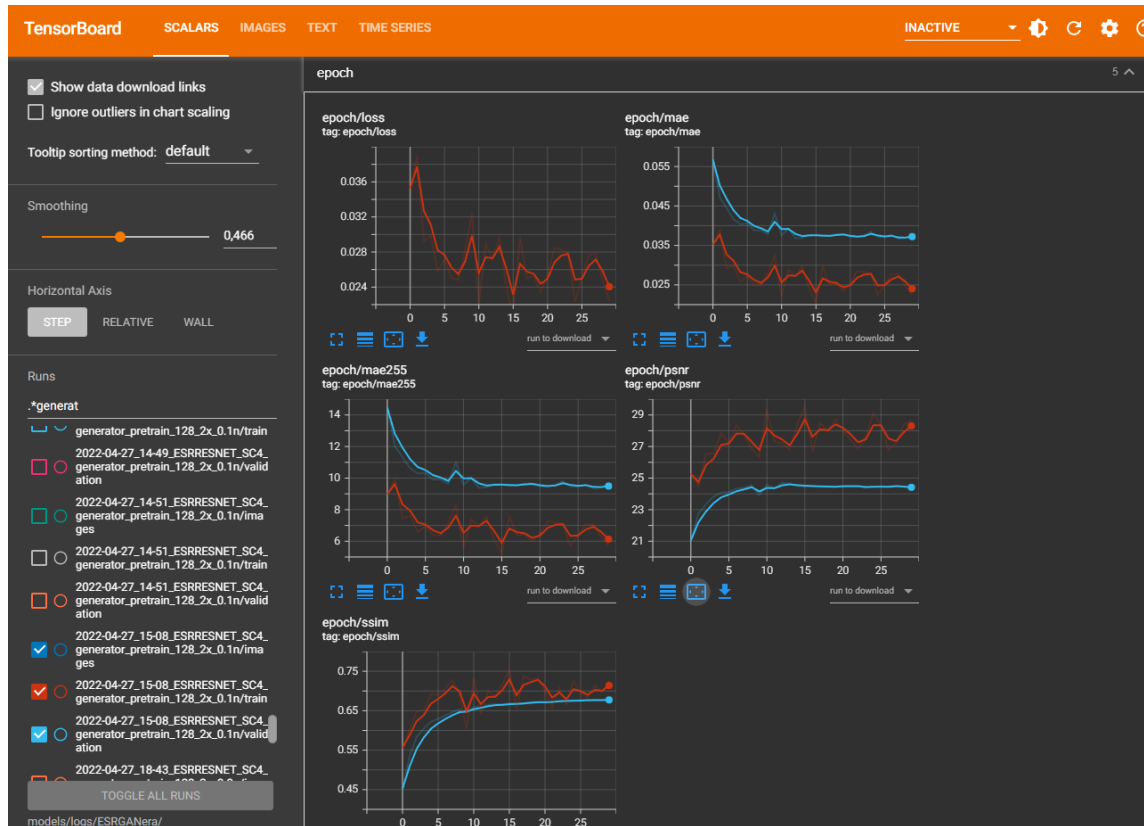 TensorBoard SCALARS IMAGES TEXT TIME SERIES INACTIVE
Show data download links
Ignore outliers in chart scaling
Tooltip sorting method: default
Smoothing
0,466
Horizontal Axis
STEP RELATIVE WALL
Runs
.*generat
generator_pretrain_128_2x_0.1n/train
2022-04-27_14-49_ESRRESNET_SC4_
generator_pretrain_128_2x_0.1n/valid
ation
2022-04-27_14-51_ESRRESNET_SC4_
generator_pretrain_128_2x_0.1n/ima
ges
2022-04-27_14-51_ESRRESNET_SC4_
generator_pretrain_128_2x_0.1n/train
2022-04-27_14-51_ESRRESNET_SC4_
generator_pretrain_128_2x_0.1n/valid
ation
2022-04-27_15-08_ESRRESNET_SC4_
generator_pretrain_128_2x_0.1n/ima
ges
2022-04-27_15-08_ESRRESNET_SC4_
generator_pretrain_128_2x_0.1n/train
2022-04-27_15-08_ESRRESNET_SC4_
generator_pretrain_128_2x_0.1n/valid
ation
2022-04-27_18-43_ESRRESNET_SC4_
TOGGLE ALL RUNS
models/logs/ESRGANera/
epoch 5
epoch/loss
tag: epoch/loss
0.036
0.032
0.028
0.024
0 5 10 15 20 25
run to download
epoch/mae
tag: epoch/mae
0.055
0.045
0.035
0.025
0 5 10 15 20 25
run to download
epoch/mae255
tag: epoch/mae255
14
12
10
8
6
0 5 10 15 20 25
run to download
epoch/psnr
tag: epoch/psnr
29
27
25
23
21
0 5 10 15 20 25
run to download
epoch/ssim
tag: epoch/ssim
0.75
0.65
0.55
0.45
0 5 10 15 20 25